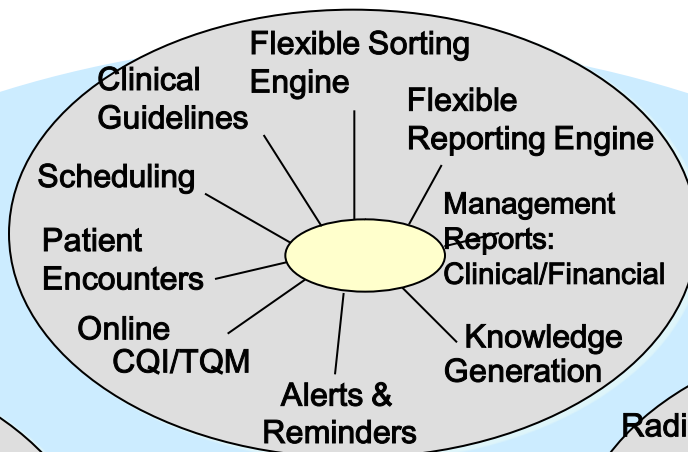 Flexible Sorting
Engine
Clinical
Guidelines
Flexible
Reporting Engine
Scheduling
Management
Reports:
Clinical/Financial
Patient
Encounters
Online
CQI/TQM
Knowledge
Generation
Alerts &
Reminders